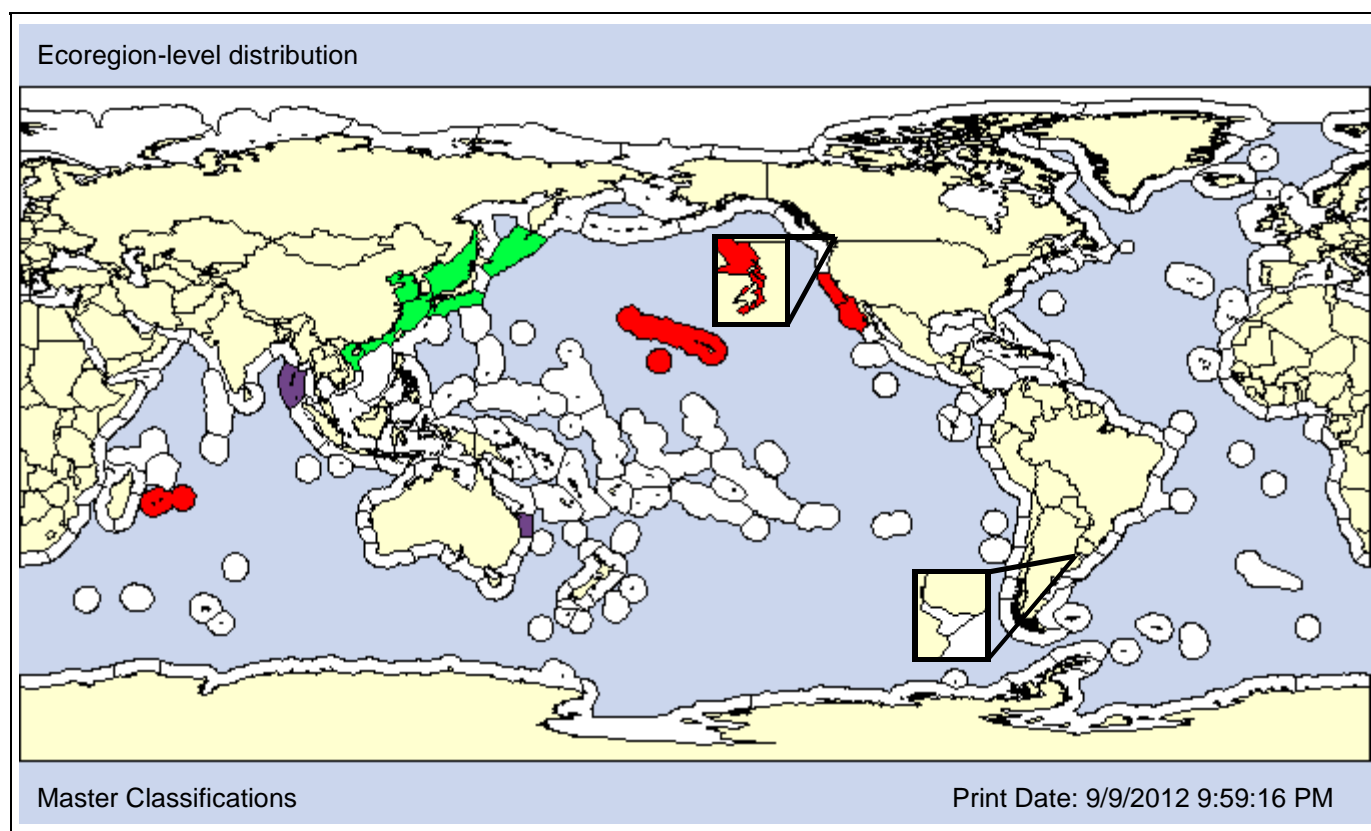 Ecoregion-level distribution
Master Classifications
Print Date: 9/9/2012 9:59:16 PM